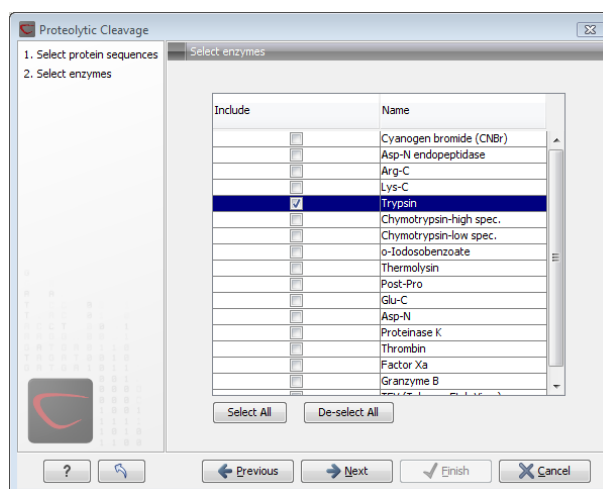 Proteolytic Cleavage
1. Select protein sequences
2. Select enzymes
Select enzymes
Include Name
Cyanogen bromide (CNBr)
Asp-N endopeptidase
Arg-C
Lys-C
Trypsin
Chymotrypsin-high spec.
Chymotrypsin-low spec.
o-Iodosobenzoate
Thermolysin
Post-Pro
Glu-C
Asp-N
Proteinase K
Thrombin
Factor Xa
Granzyme B
Select All De-select All
? Previous Next Finish Cancel